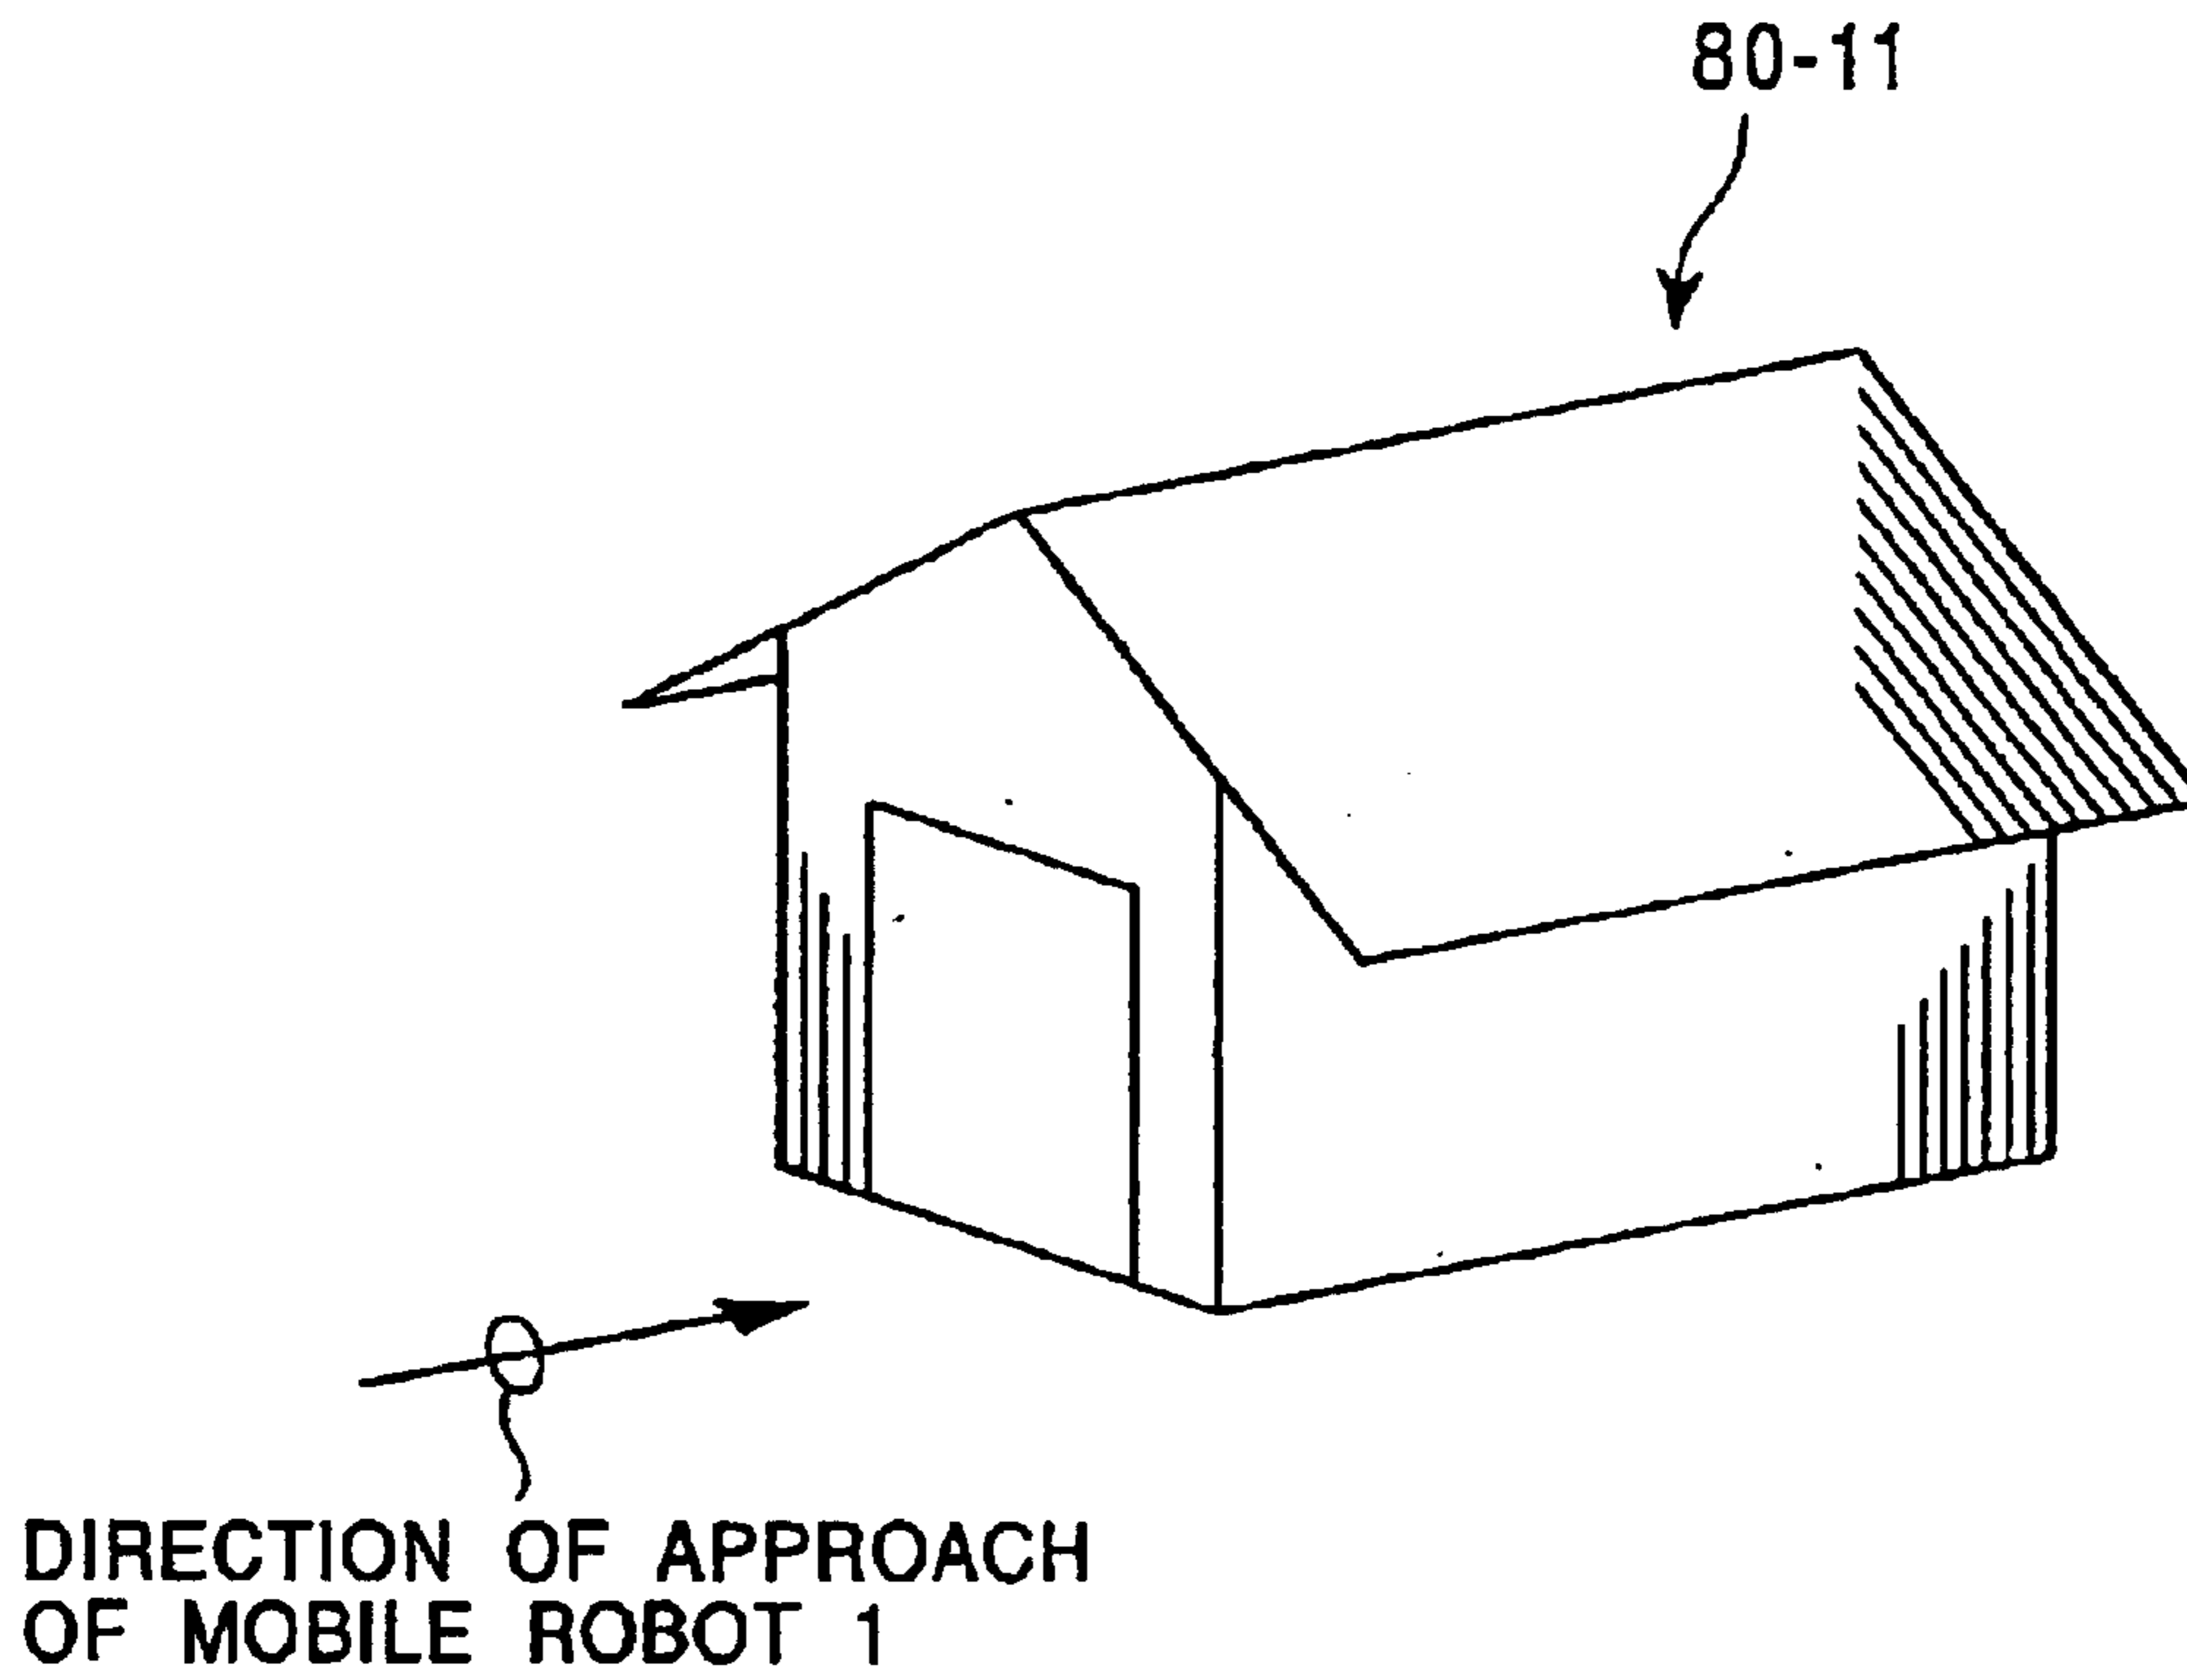 80-11
DIRECTION OF APPROACH
OF MOBILE ROBOT 1